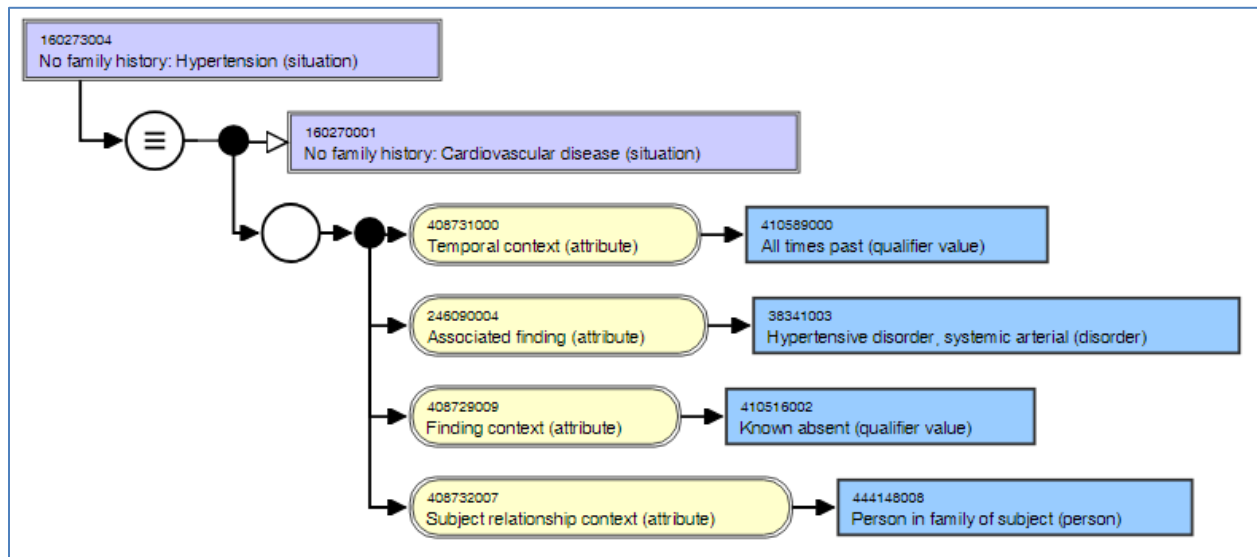 160273004
No family history: Hypertension (situation)
160270001
No family history: Cardiovascular disease (situation)
408731000
Temporal context (attribute)
410589000
All times past (qualifier value)
246090004
Associated finding (attribute)
38341003
Hypertensive disorder, systemic arterial (disorder)
408729009
Finding context (attribute)
410516002
Known absent (qualifier value)
408732007
Subject relationship context (attribute)
444148008
Person in family of subject (person)